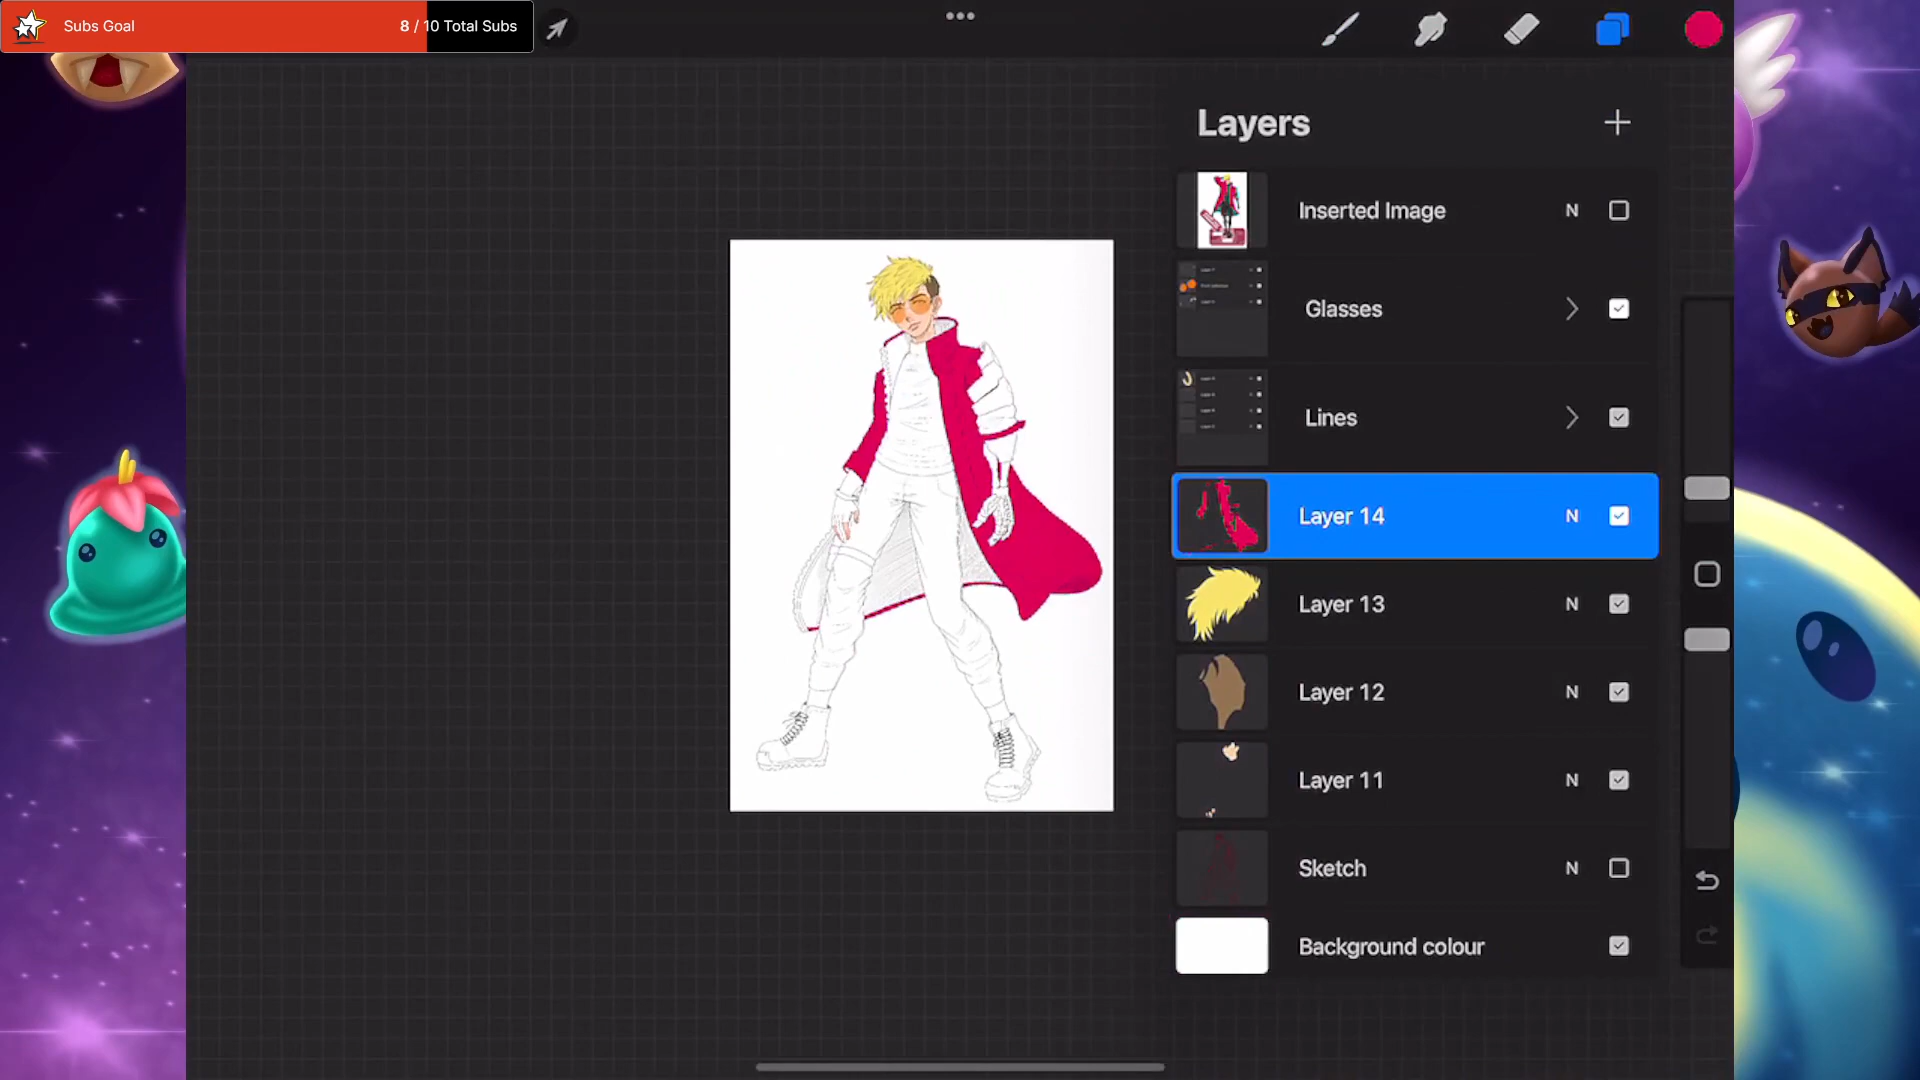 Subs Goal 8 / 10 Total Subs
Layers
Inserted Image N
Glasses
Lines
Layer 14 N
Layer 13 N
Layer 12 N
Layer 11 N
Sketch N
Background colour